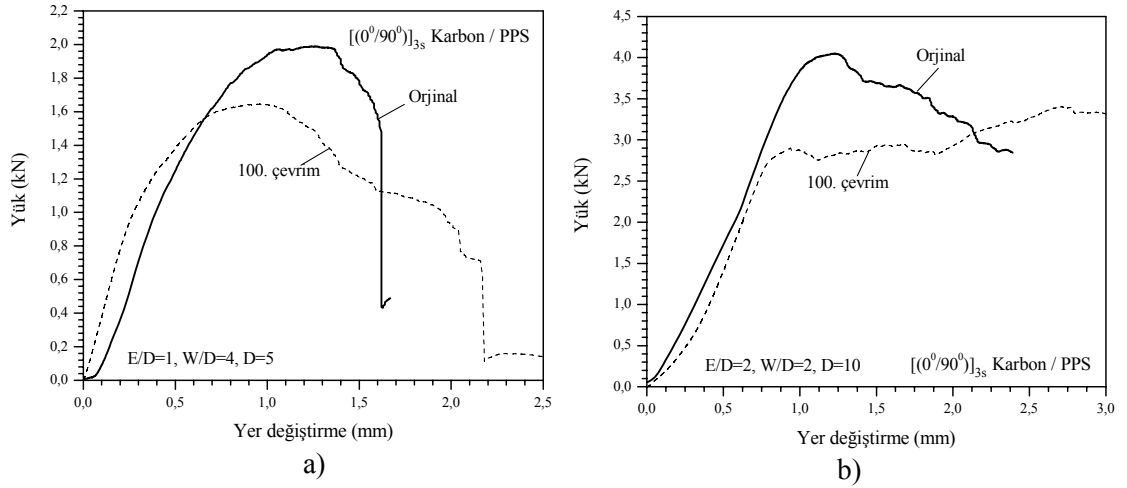 2,2
2,0
1,8
1,6
1,4
1,2
1,0
0,8
0,6
0,4
0,2
0,0
Yük (kN)
[(0⁰/90⁰)]₃ₛ Karbon / PPS
Orjinal
100. çevrim
E/D=1, W/D=4, D=5
0,0 0,5 1,0 1,5 2,0 2,5
Yer değiştirme (mm)
a)
4,5
4,0
3,5
3,0
2,5
2,0
1,5
1,0
0,5
0,0
Yük (kN)
Orjinal
100. çevrim
E/D=2, W/D=2, D=10
[(0⁰/90⁰)]₃ₛ Karbon / PPS
0,0 0,5 1,0 1,5 2,0 2,5 3,0
Yer değiştirme (mm)
b)